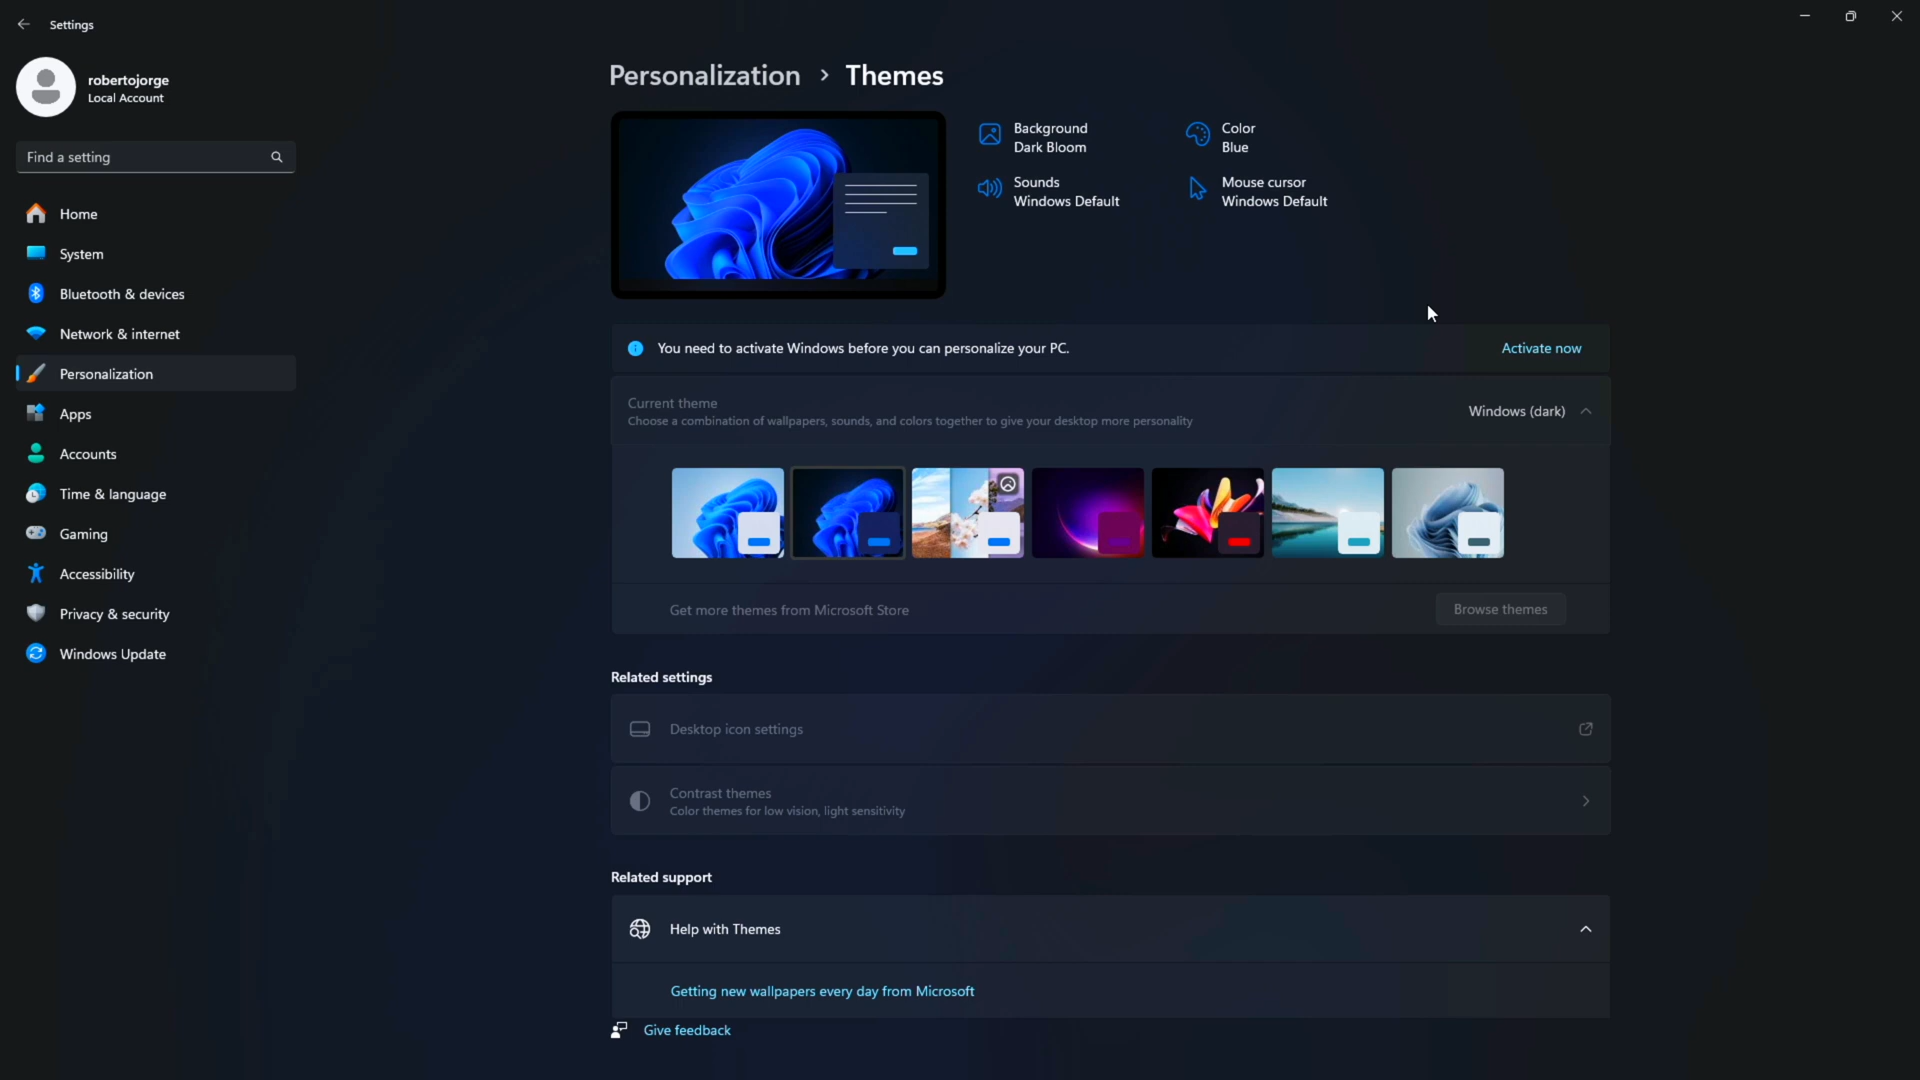 Settings
robertojorge
Local Account
Find a setting
Home
System
Bluetooth & devices
Network & internet
Personalization
Apps
Accounts
Time & language
Gaming
Accessibility
Privacy & security
Windows Update
Personalization > Themes
Background
Dark Bloom
Color
Blue
Sounds
Windows Default
Mouse cursor
Windows Default
You need to activate Windows before you can personalize your PC.
Activate now
Current theme
Choose a combination of wallpapers, sounds, and colors together to give your desktop more personality
Windows (dark)
Get more themes from Microsoft Store
Browse themes
Related settings
Desktop icon settings
Contrast themes
Color themes for low vision, light sensitivity
Related support
Help with Themes
Getting new wallpapers every day from Microsoft
Give feedback